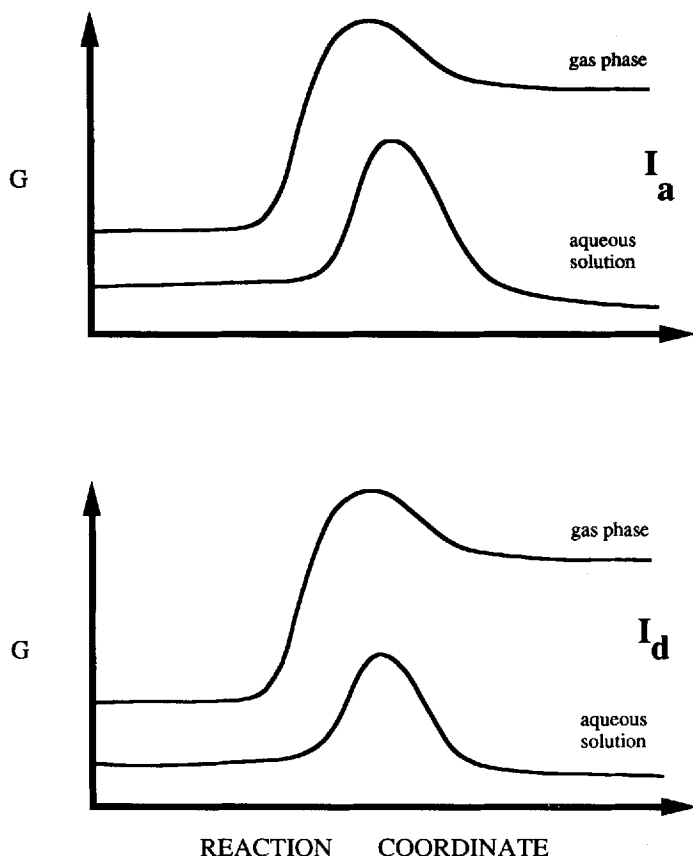 gas phase
G
I
a
aqueous
solution
gas phase
G
I
d
aqueous
solution
REACTION COORDINATE